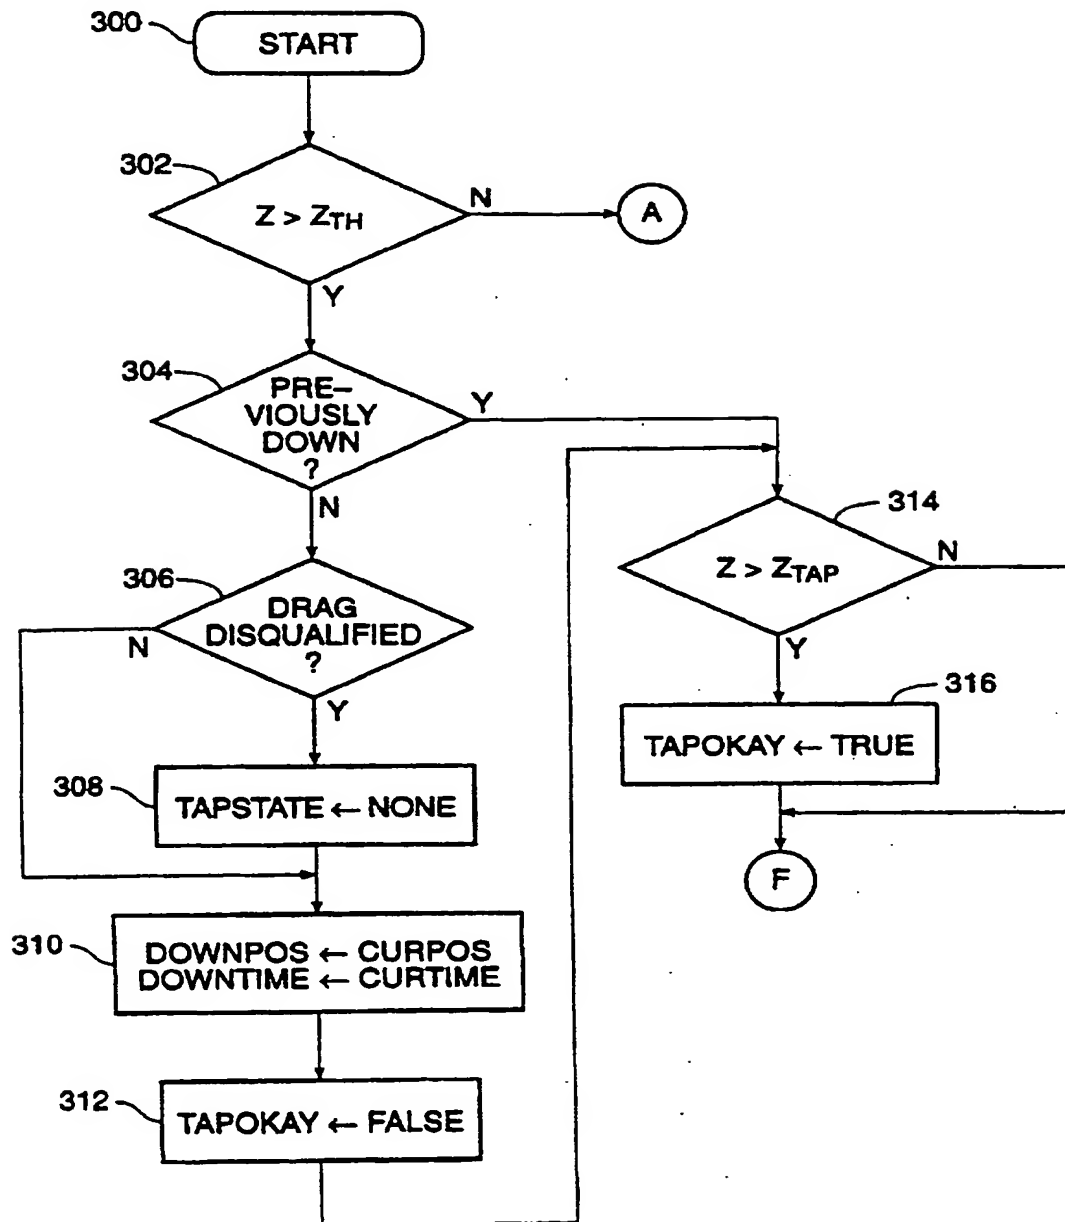 300
START
302
Z > ZTH
N
A
Y
304
PRE-
VIOUSLY
DOWN
?
Y
N
314
Z > ZTAP
N
Y
306
DRAG
DISQUALIFIED
?
N
Y
316
TAPOKAY ← TRUE
308
TAPSTATE ← NONE
F
310
DOWNPOS ← CURPOS
DOWNTIME ← CURTIME
312
TAPOKAY ← FALSE